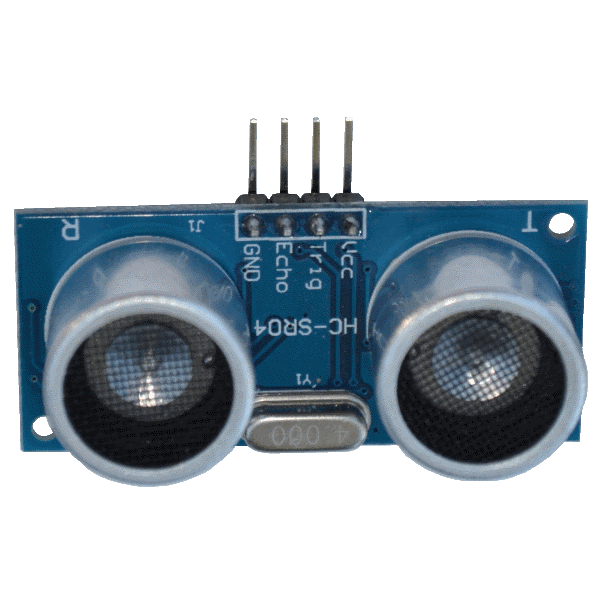 R
J1
T
GND
Echo
Trig
Vcc
HC-SR04
Y1
4.000